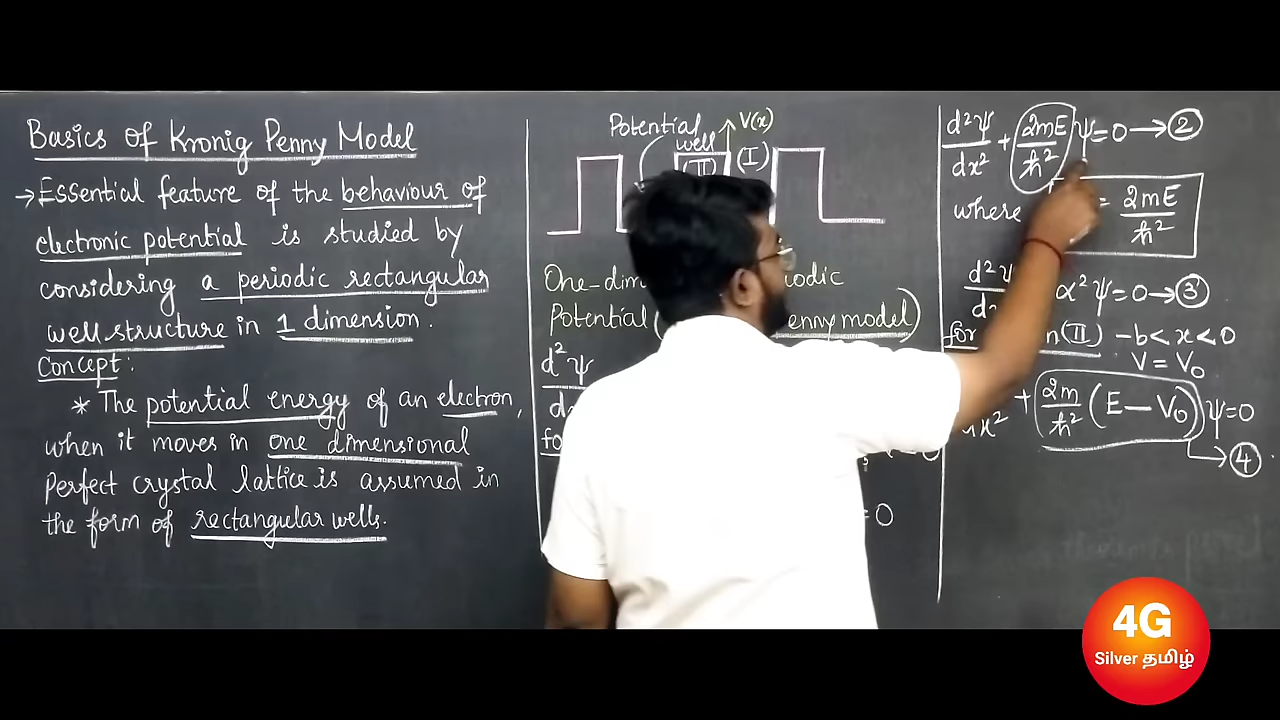 Basics of Kronig Penny Model
→ Essential feature of the behaviour of
electronic potential is studied by
considering a periodic rectangular
well structure in 1 dimension.
Concept:
* The potential energy of an electron,
when it moves in one dimensional
Perfect crystal lattice is assumed in
the form of rectangular wells.
Potential
well
V(x)
(II) (I)
Potential
enny model)
d²ψ
= 0
d²ψ/dx² + 2mE/ħ² ψ = 0 → ②
where = 2mE/ħ²
α²ψ = 0 → ③
(II) -b < x < 0
V = V₀
+ 2m/ħ² (E – V₀) ψ = 0
→ ④
4G
Silver தமிழ்